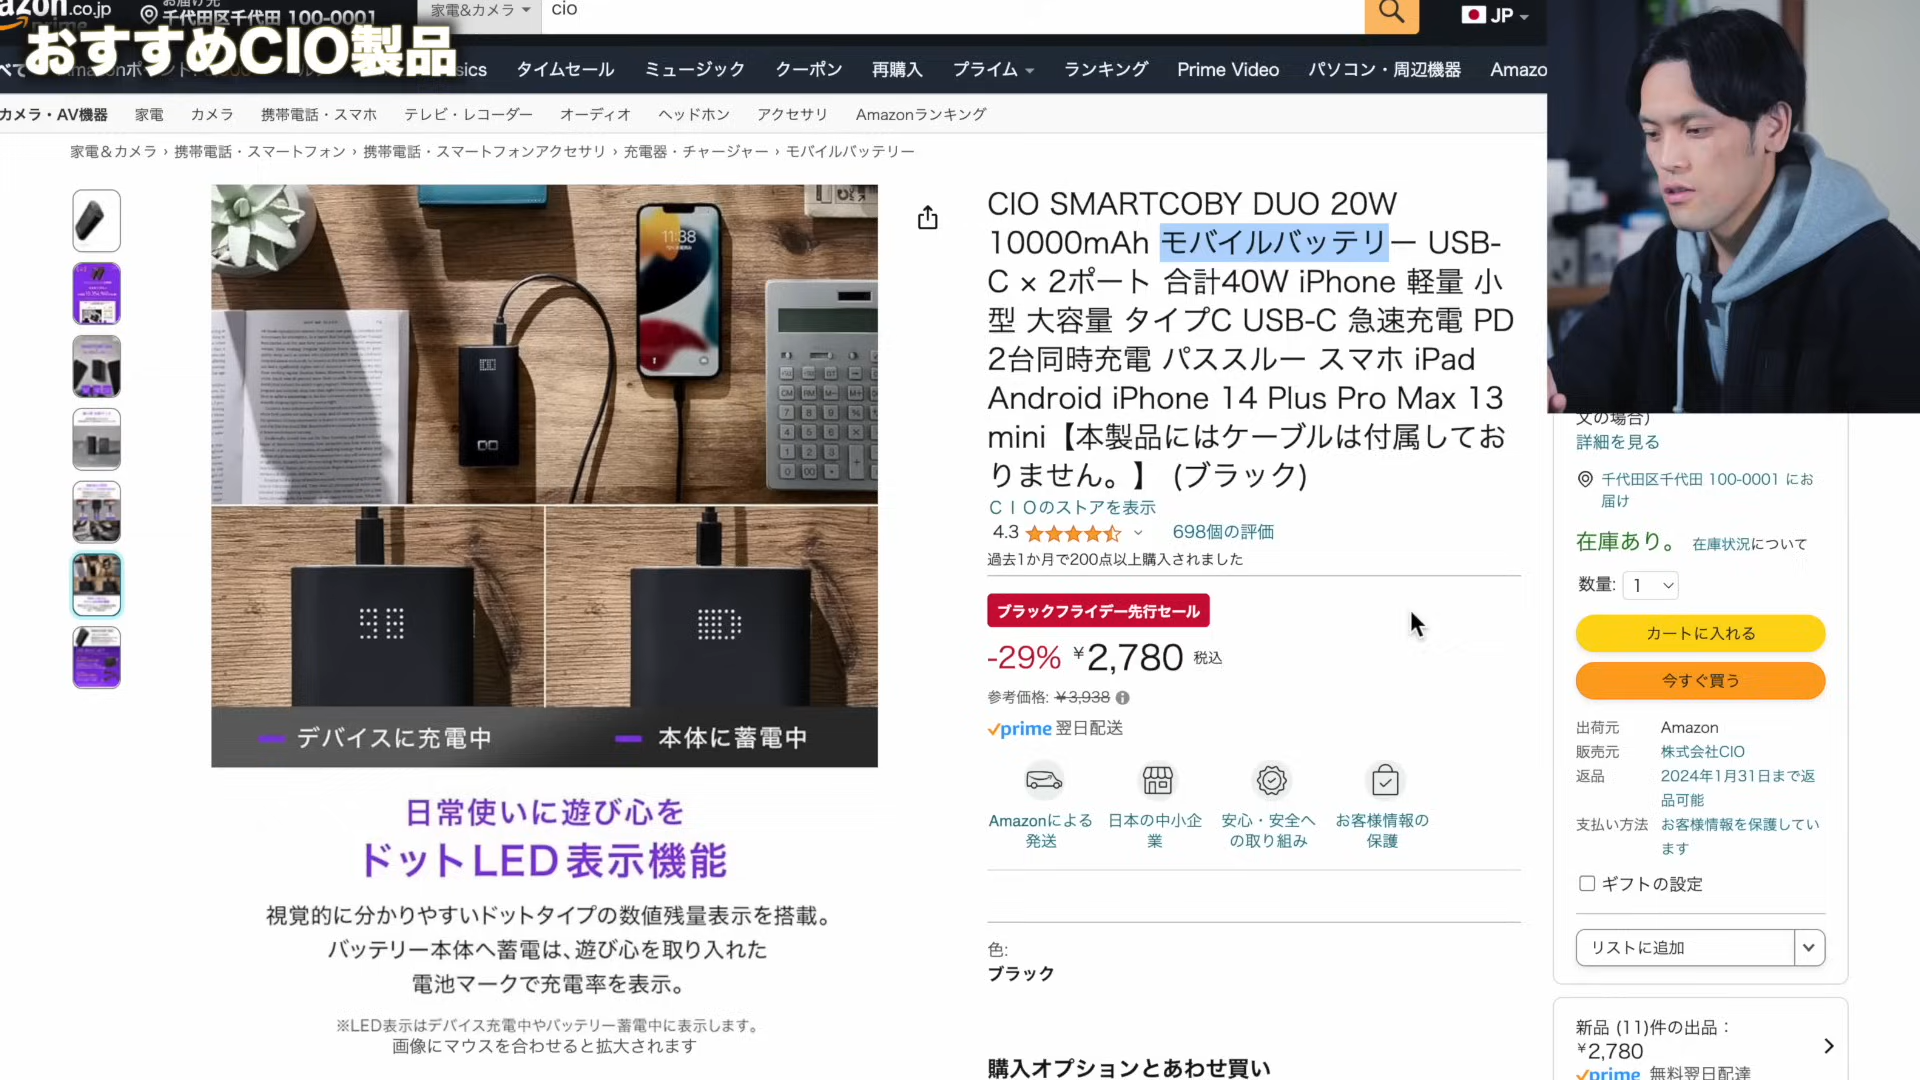 azon.co.jp
お届け先
千代田区千代田 100-0001
prime
家電&カメラ
cio
JP
おすすめCIO製品
sics
タイムセール
ミュージック
クーポン
再購入
プライム
ランキング
Prime Video
パソコン・周辺機器
Amazo
カメラ・AV機器
家電
カメラ
携帯電話・スマホ
テレビ・レコーダー
オーディオ
ヘッドホン
アクセサリ
Amazonランキング
家電&カメラ › 携帯電話・スマートフォン › 携帯電話・スマートフォンアクセサリ › 充電器・チャージャー › モバイルバッテリー
11:38
98
デバイスに充電中
本体に蓄電中
日常使いに遊び心を
ドットLED表示機能
視覚的に分かりやすいドットタイプの数値残量表示を搭載。
バッテリー本体へ蓄電は、遊び心を取り入れた
電池マークで充電率を表示。
※LED表示はデバイス充電中やバッテリー蓄電中に表示します。
画像にマウスを合わせると拡大されます
CIO SMARTCOBY DUO 20W
10000mAh モバイルバッテリー USB-
C × 2ポート 合計40W iPhone 軽量 小
型 大容量 タイプC USB-C 急速充電 PD
2台同時充電 パススルー スマホ iPad
Android iPhone 14 Plus Pro Max 13
mini【本製品にはケーブルは付属してお
りません。】 (ブラック)
CIOのストアを表示
4.3
698個の評価
過去1か月で200点以上購入されました
ブラックフライデー先行セール
-29% ¥2,780 税込
参考価格: ¥3,938
prime 翌日配送
Amazonによる
発送
日本の中小企
業
安心・安全へ
の取り組み
お客様情報の
保護
色:
ブラック
購入オプションとあわせ買い
文の場合)
詳細を見る
千代田区千代田 100-0001 にお
届け
在庫あり。 在庫状況について
数量: 1
カートに入れる
今すぐ買う
出荷元 Amazon
販売元 株式会社CIO
返品 2024年1月31日まで返
品可能
支払い方法 お客様情報を保護してい
ます
ギフトの設定
リストに追加
新品 (11)件の出品:
¥2,780
prime 無料翌日配達